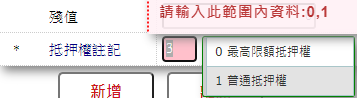 殘值
請輸入此範圍內資料:0,1
* 抵押權註記 3
0 最高限額抵押權
1 普通抵押權
新增